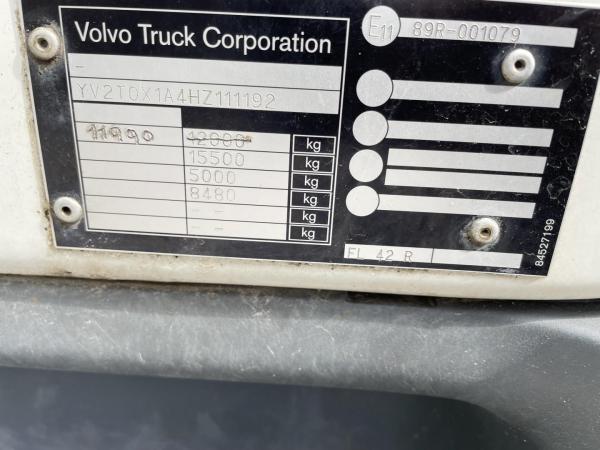 Volvo Truck Corporation
E11 89R-001079
-
YV2T0X1A4HZ111192
11990 12000 kg
15500 kg
5000 kg
8480 kg
-- kg
-- kg
FL 42 R
84527199